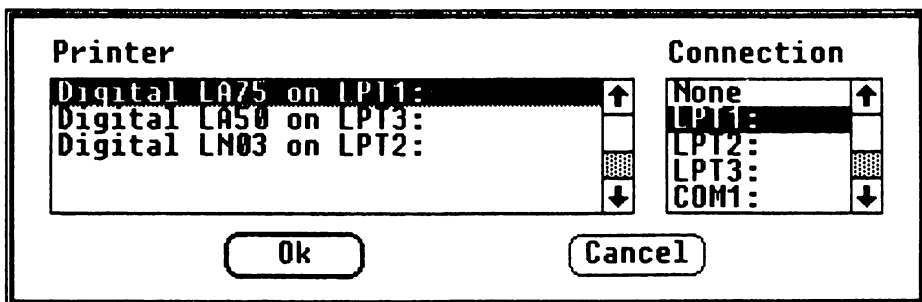 Printer
Connection
Digital LA75 on LPT1:
Digital LA50 on LPT3:
Digital LN03 on LPT2:
None
LPT1:
LPT2:
LPT3:
COM1:
Ok
Cancel